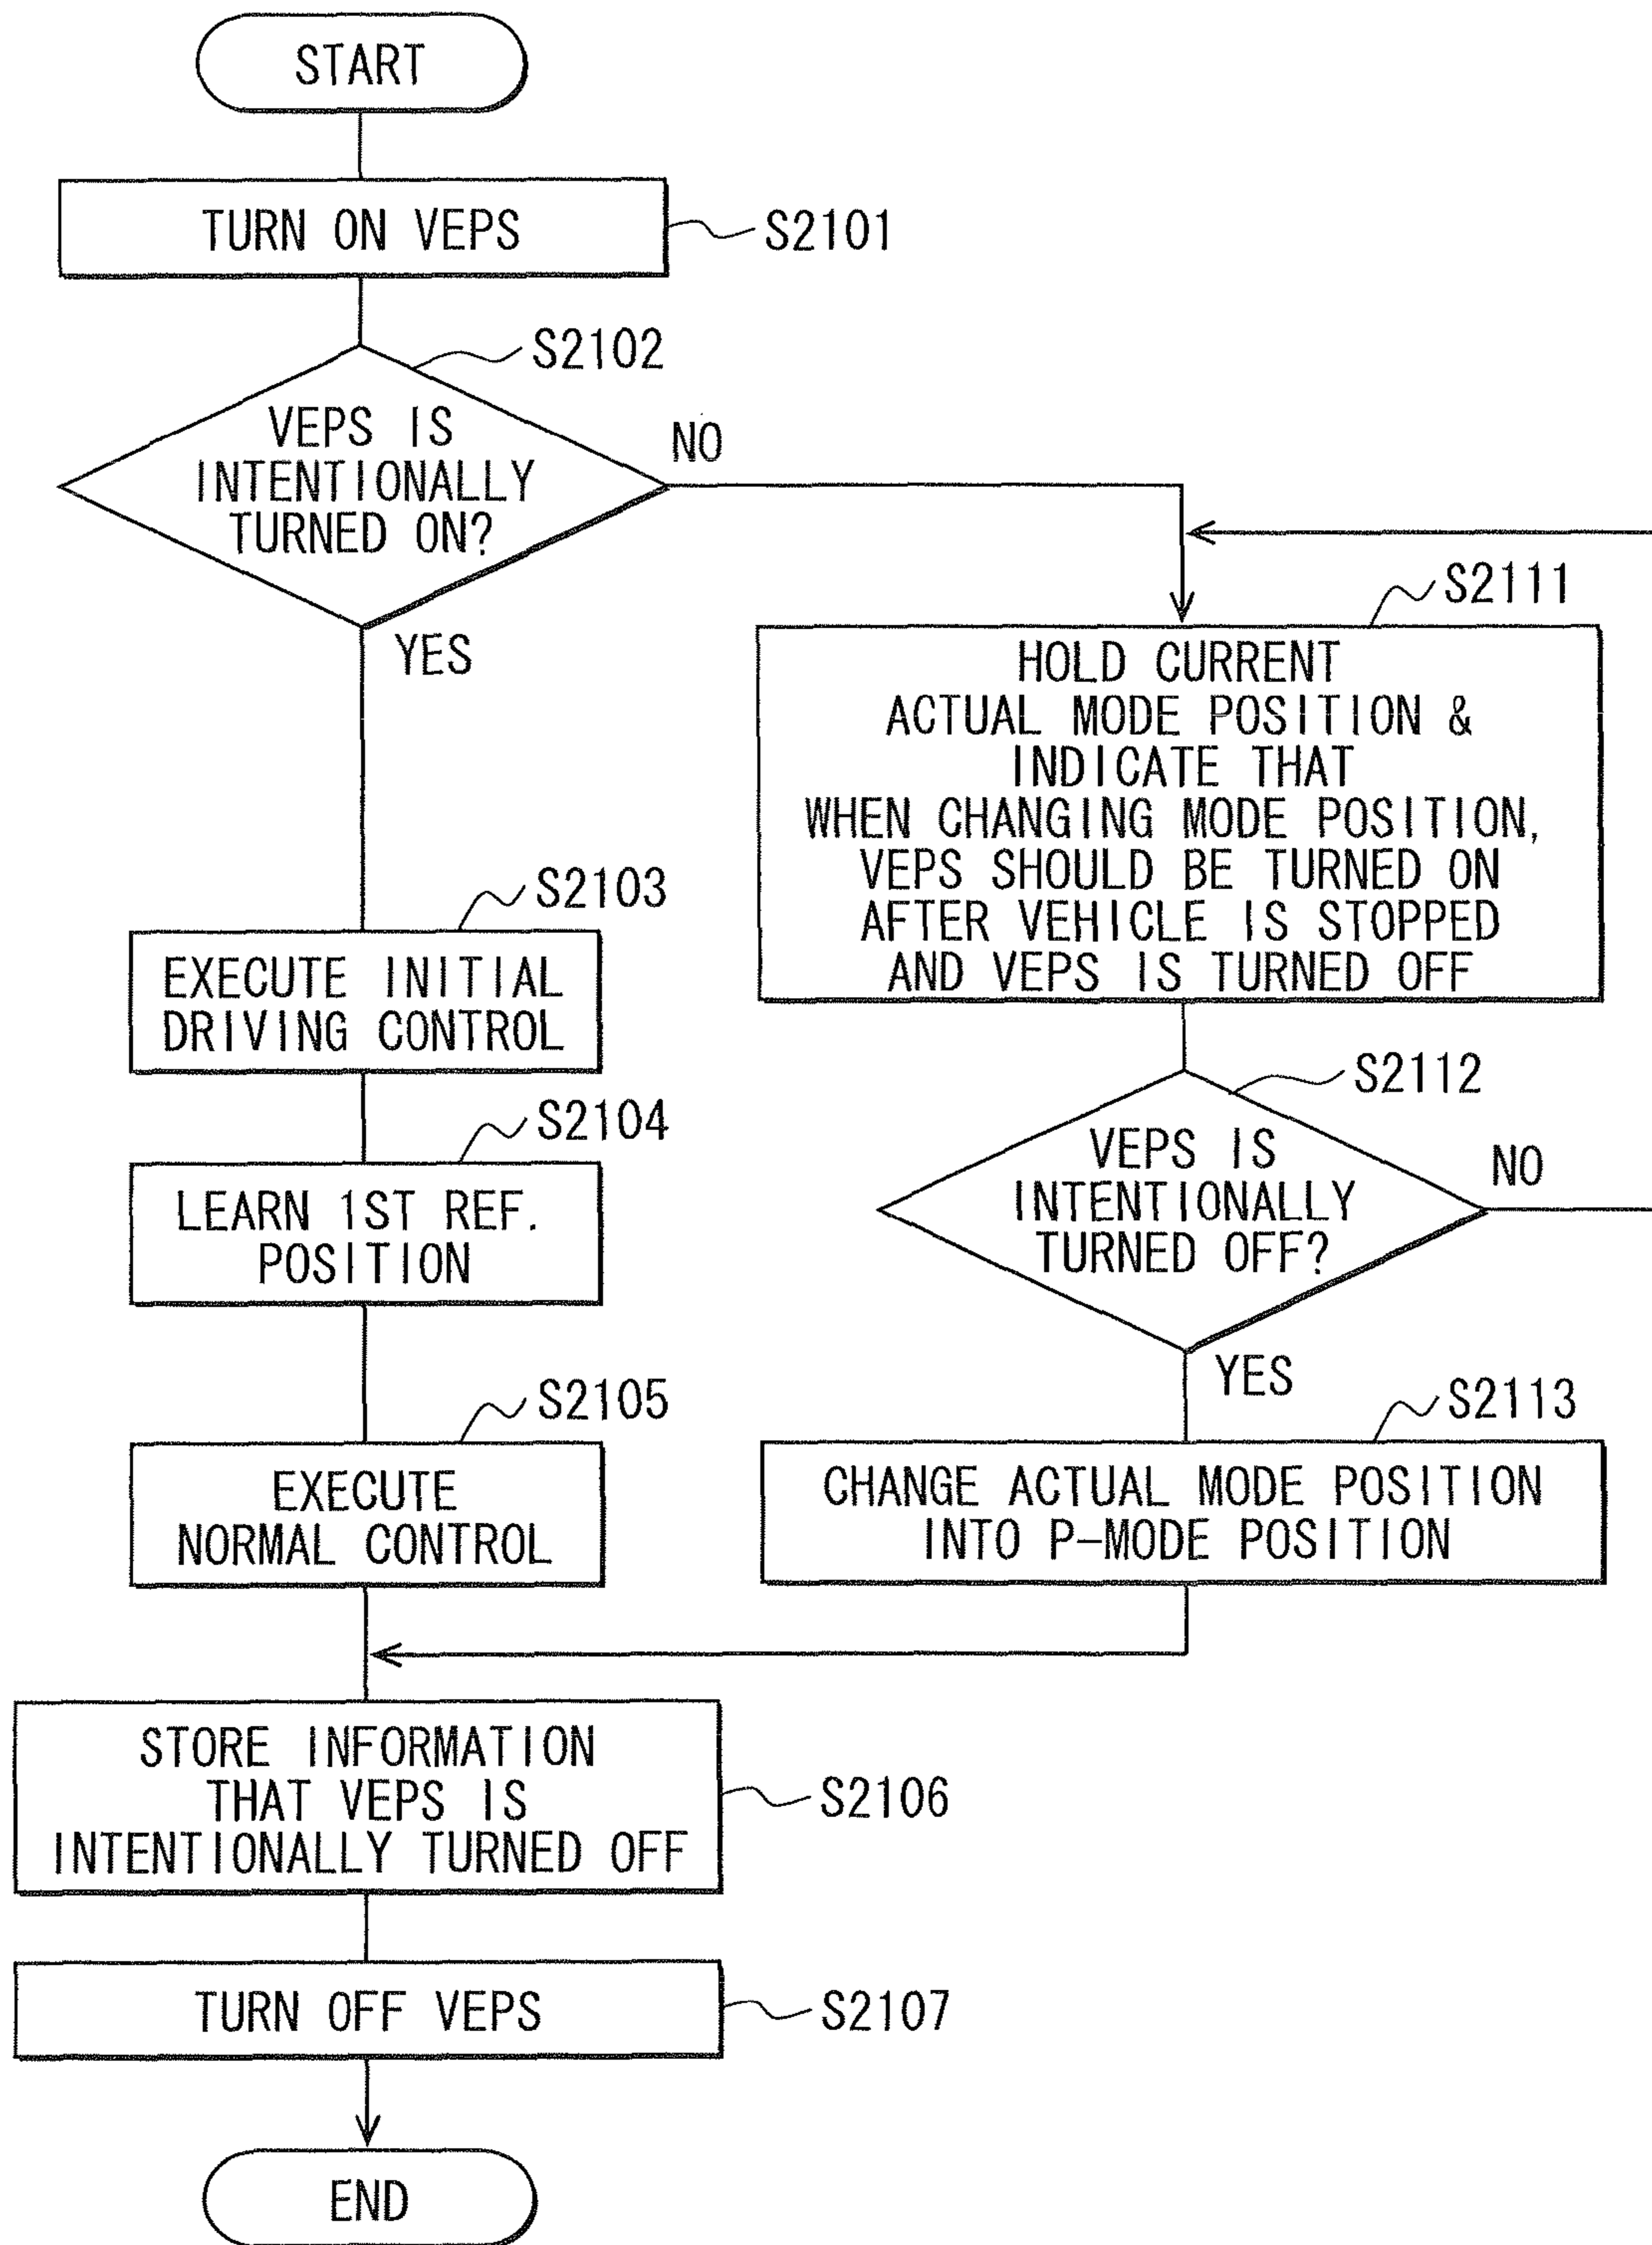 START
TURN ON VEPS
S2101
S2102
VEPS IS
INTENTIONALLY
TURNED ON?
NO
YES
S2103
EXECUTE INITIAL
DRIVING CONTROL
S2104
LEARN 1ST REF.
POSITION
S2105
EXECUTE
NORMAL CONTROL
S2111
HOLD CURRENT
ACTUAL MODE POSITION &
INDICATE THAT
WHEN CHANGING MODE POSITION,
VEPS SHOULD BE TURNED ON
AFTER VEHICLE IS STOPPED
AND VEPS IS TURNED OFF
S2112
VEPS IS
INTENTIONALLY
TURNED OFF?
NO
YES
S2113
CHANGE ACTUAL MODE POSITION
INTO P-MODE POSITION
STORE INFORMATION
THAT VEPS IS
INTENTIONALLY TURNED OFF
S2106
TURN OFF VEPS
S2107
END